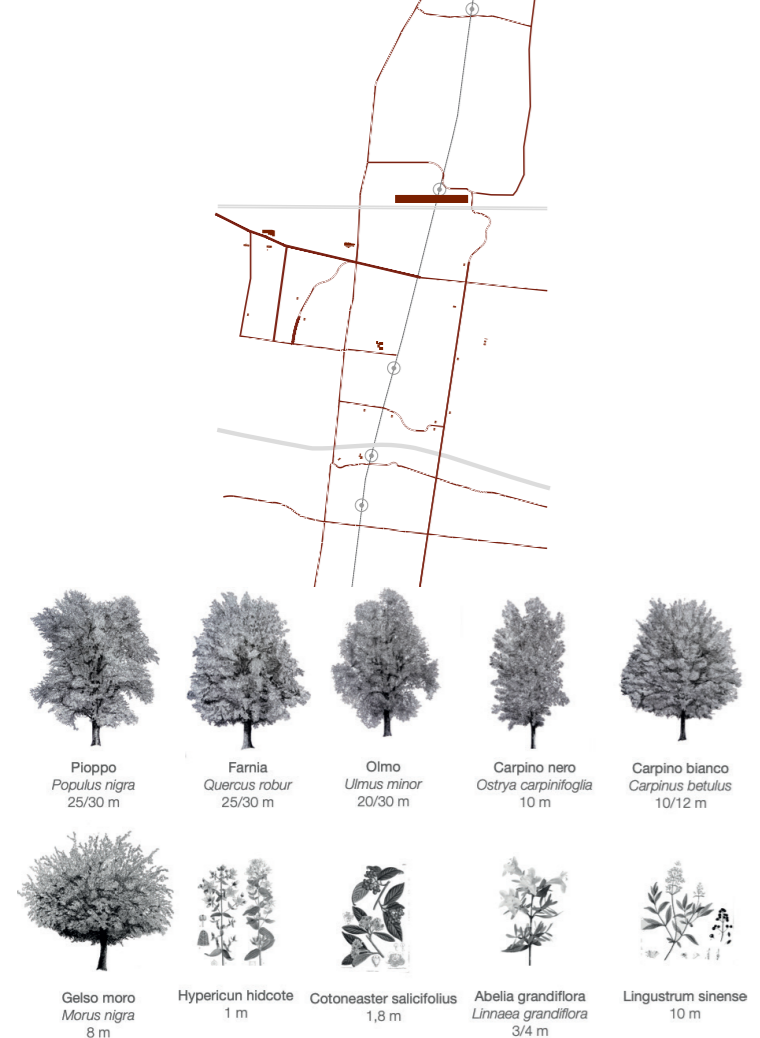 Pioppo
Populus nigra
25/30 m
Farnia
Quercus robur
25/30 m
Olmo
Ulmus minor
20/30 m
Carpino nero
Ostrya carpinifoglia
10 m
Carpino bianco
Carpinus betulus
10/12 m
Gelso moro
Morus nigra
8 m
Hypericun hidcote
1 m
Cotoneaster salicifolius
1,8 m
Abelia grandiflora
Linnaea grandiflora
3/4 m
Lingustrum sinense
10 m